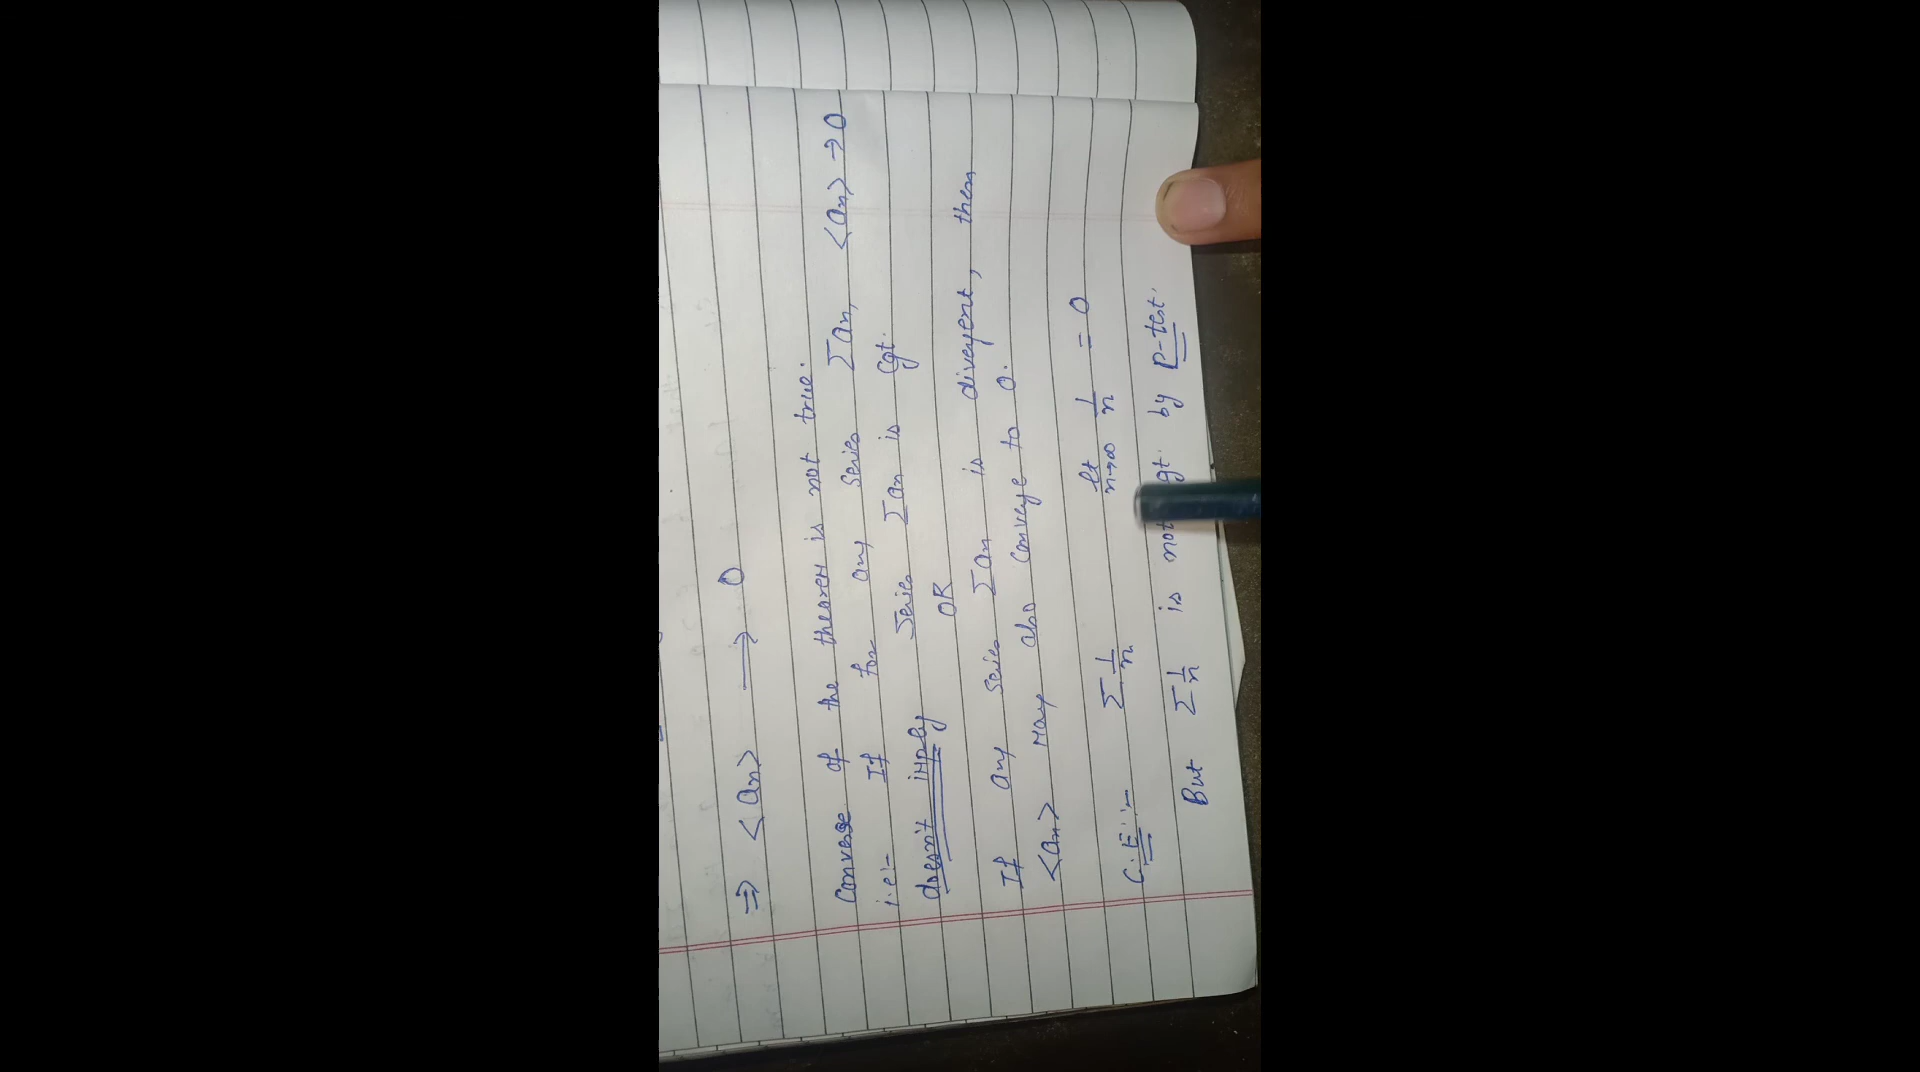 ⇒ <an> → 0
Converse of the theorem is not true.
i.e:- If for any series Σan, <an> → 0
doesn't imply series Σan is Cgt.
OR
If any series Σan is divergent, then
<an> may also converge to 0.
C.E:- Σ 1/n lt n→∞ 1/n = 0
But Σ 1/n is not gt. by P-test.